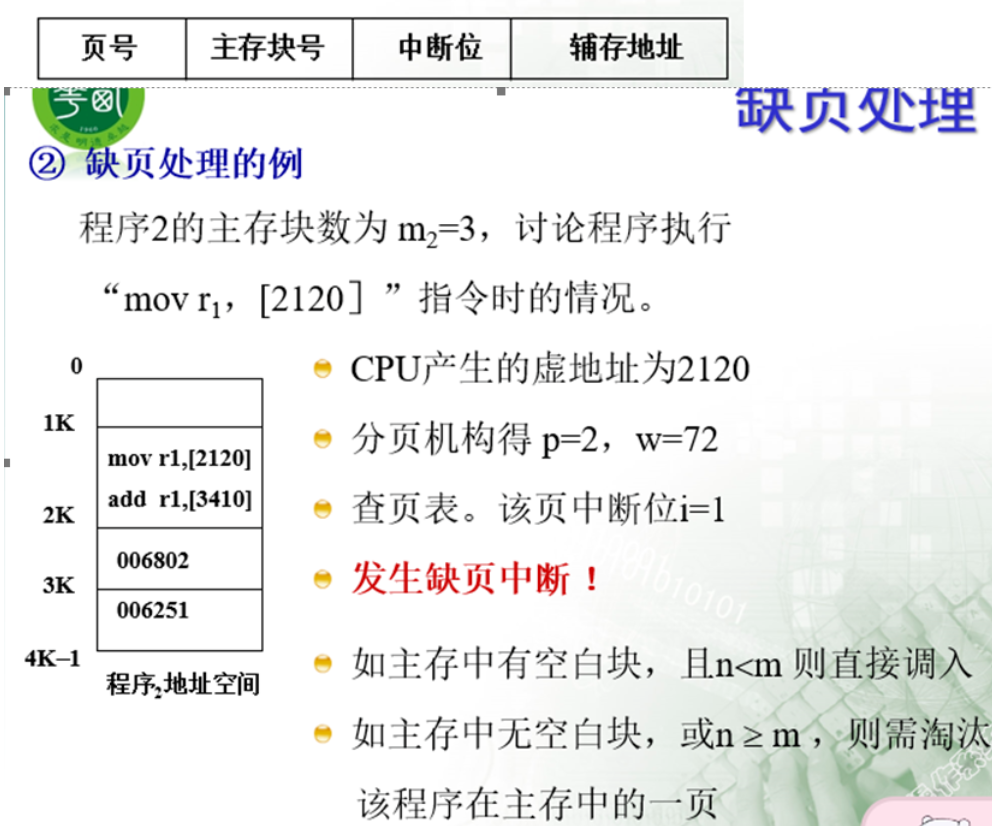 页号 主存块号 中断位 辅存地址
缺页处理
② 缺页处理的例
程序2的主存块数为 m₂=3，讨论程序执行
“mov r₁，[2120］”指令时的情况。
0
1K
mov r1,[2120]
add r1,[3410]
2K
006802
3K
006251
4K–1
程序₂地址空间
CPU产生的虚地址为2120
分页机构得 p=2，w=72
查页表。该页中断位i=1
发生缺页中断！
如主存中有空白块，且n<m 则直接调入
如主存中无空白块，或n ≥ m ，则需淘汰
该程序在主存中的一页